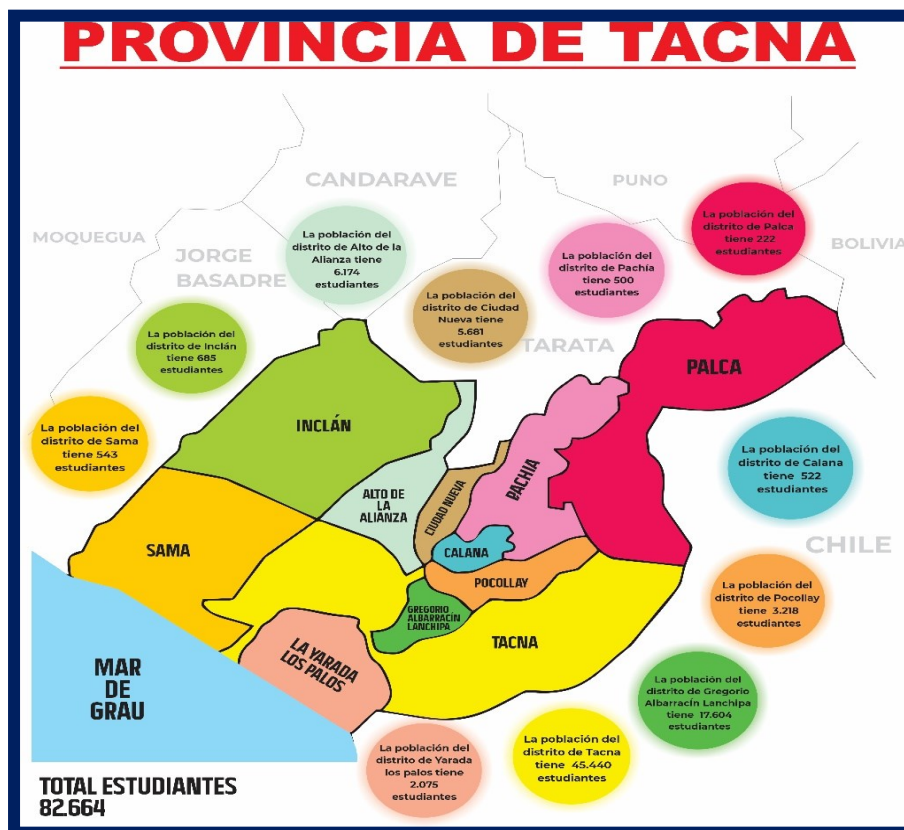 PROVINCIA DE TACNA
CANDARAVE
PUNO
MOQUEGUA
JORGE
BASADRE
BOLIVIA
TARATA
CHILE
La población del
distrito de Alto de la
Alianza tiene
6.174
estudiantes
La población del
distrito de Palca
tiene 222
estudiantes
La población del
distrito de Pachía
tiene 500
estudiantes
La población del
distrito de Ciudad
Nueva tiene
5.681
estudiantes
La población del
distrito de Inclán
tiene 685
estudiantes
La población del
distrito de Sama
tiene 543
estudiantes
La población del
distrito de Calana
tiene 522
estudiantes
La población del
distrito de Pocollay
tiene 3.218
estudiantes
La población del
distrito de Gregorio
Albarracín Lanchipa
tiene 17.604
estudiantes
La población del
distrito de Tacna
tiene 45.440
estudiantes
La población del
distrito de Yarada
los palos tiene
2.075
estudiantes
PALCA
INCLÁN
ALTO DE
LA
ALIANZA
CIUDAD NUEVA
PACHIA
SAMA
CALANA
POCOLLAY
GREGORIO
ALBARRACÍN
LANCHIPA
TACNA
LA YARADA
LOS PALOS
MAR
DE
GRAU
TOTAL ESTUDIANTES
82.664